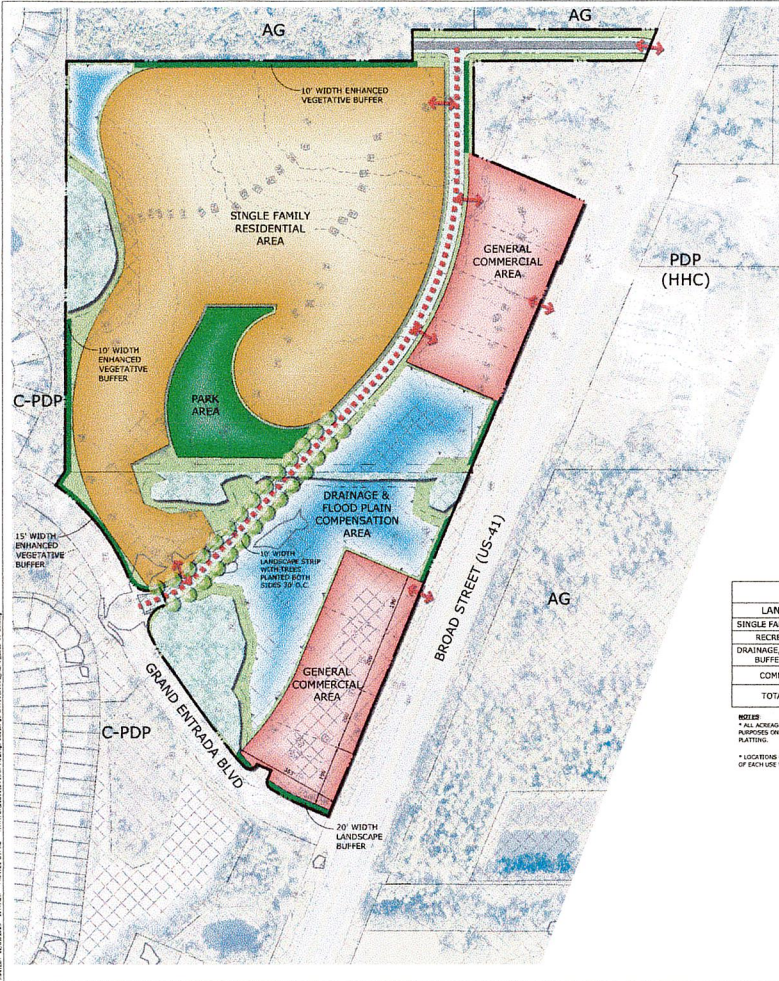 AG
AG
10' WIDTH ENHANCED
VEGETATIVE BUFFER
SINGLE FAMILY
RESIDENTIAL
AREA
GENERAL
COMMERCIAL
AREA
PDP
(HHC)
10' WIDTH
ENHANCED
VEGETATIVE
BUFFER
C-PDP
PARK
AREA
DRAINAGE &
FLOOD PLAIN
COMPENSATION
AREA
15' WIDTH
ENHANCED
VEGETATIVE
BUFFER
10' WIDTH
LANDSCAPE STRIP
WITH TREES
PLANTED BOTH
SIDES 30' O.C.
BROAD STREET (US-41)
AG
GENERAL
COMMERCIAL
AREA
GRAND ENTRADA BLVD
C-PDP
20' WIDTH
LANDSCAPE
BUFFER
LAN
SINGLE FA
RECRE
DRAINAGE,
BUFFE
COMM
TOTA
NOTES
* ALL ACREAG
PURPOSES ON
PLATTING.
* LOCATIONS
OF EACH USE